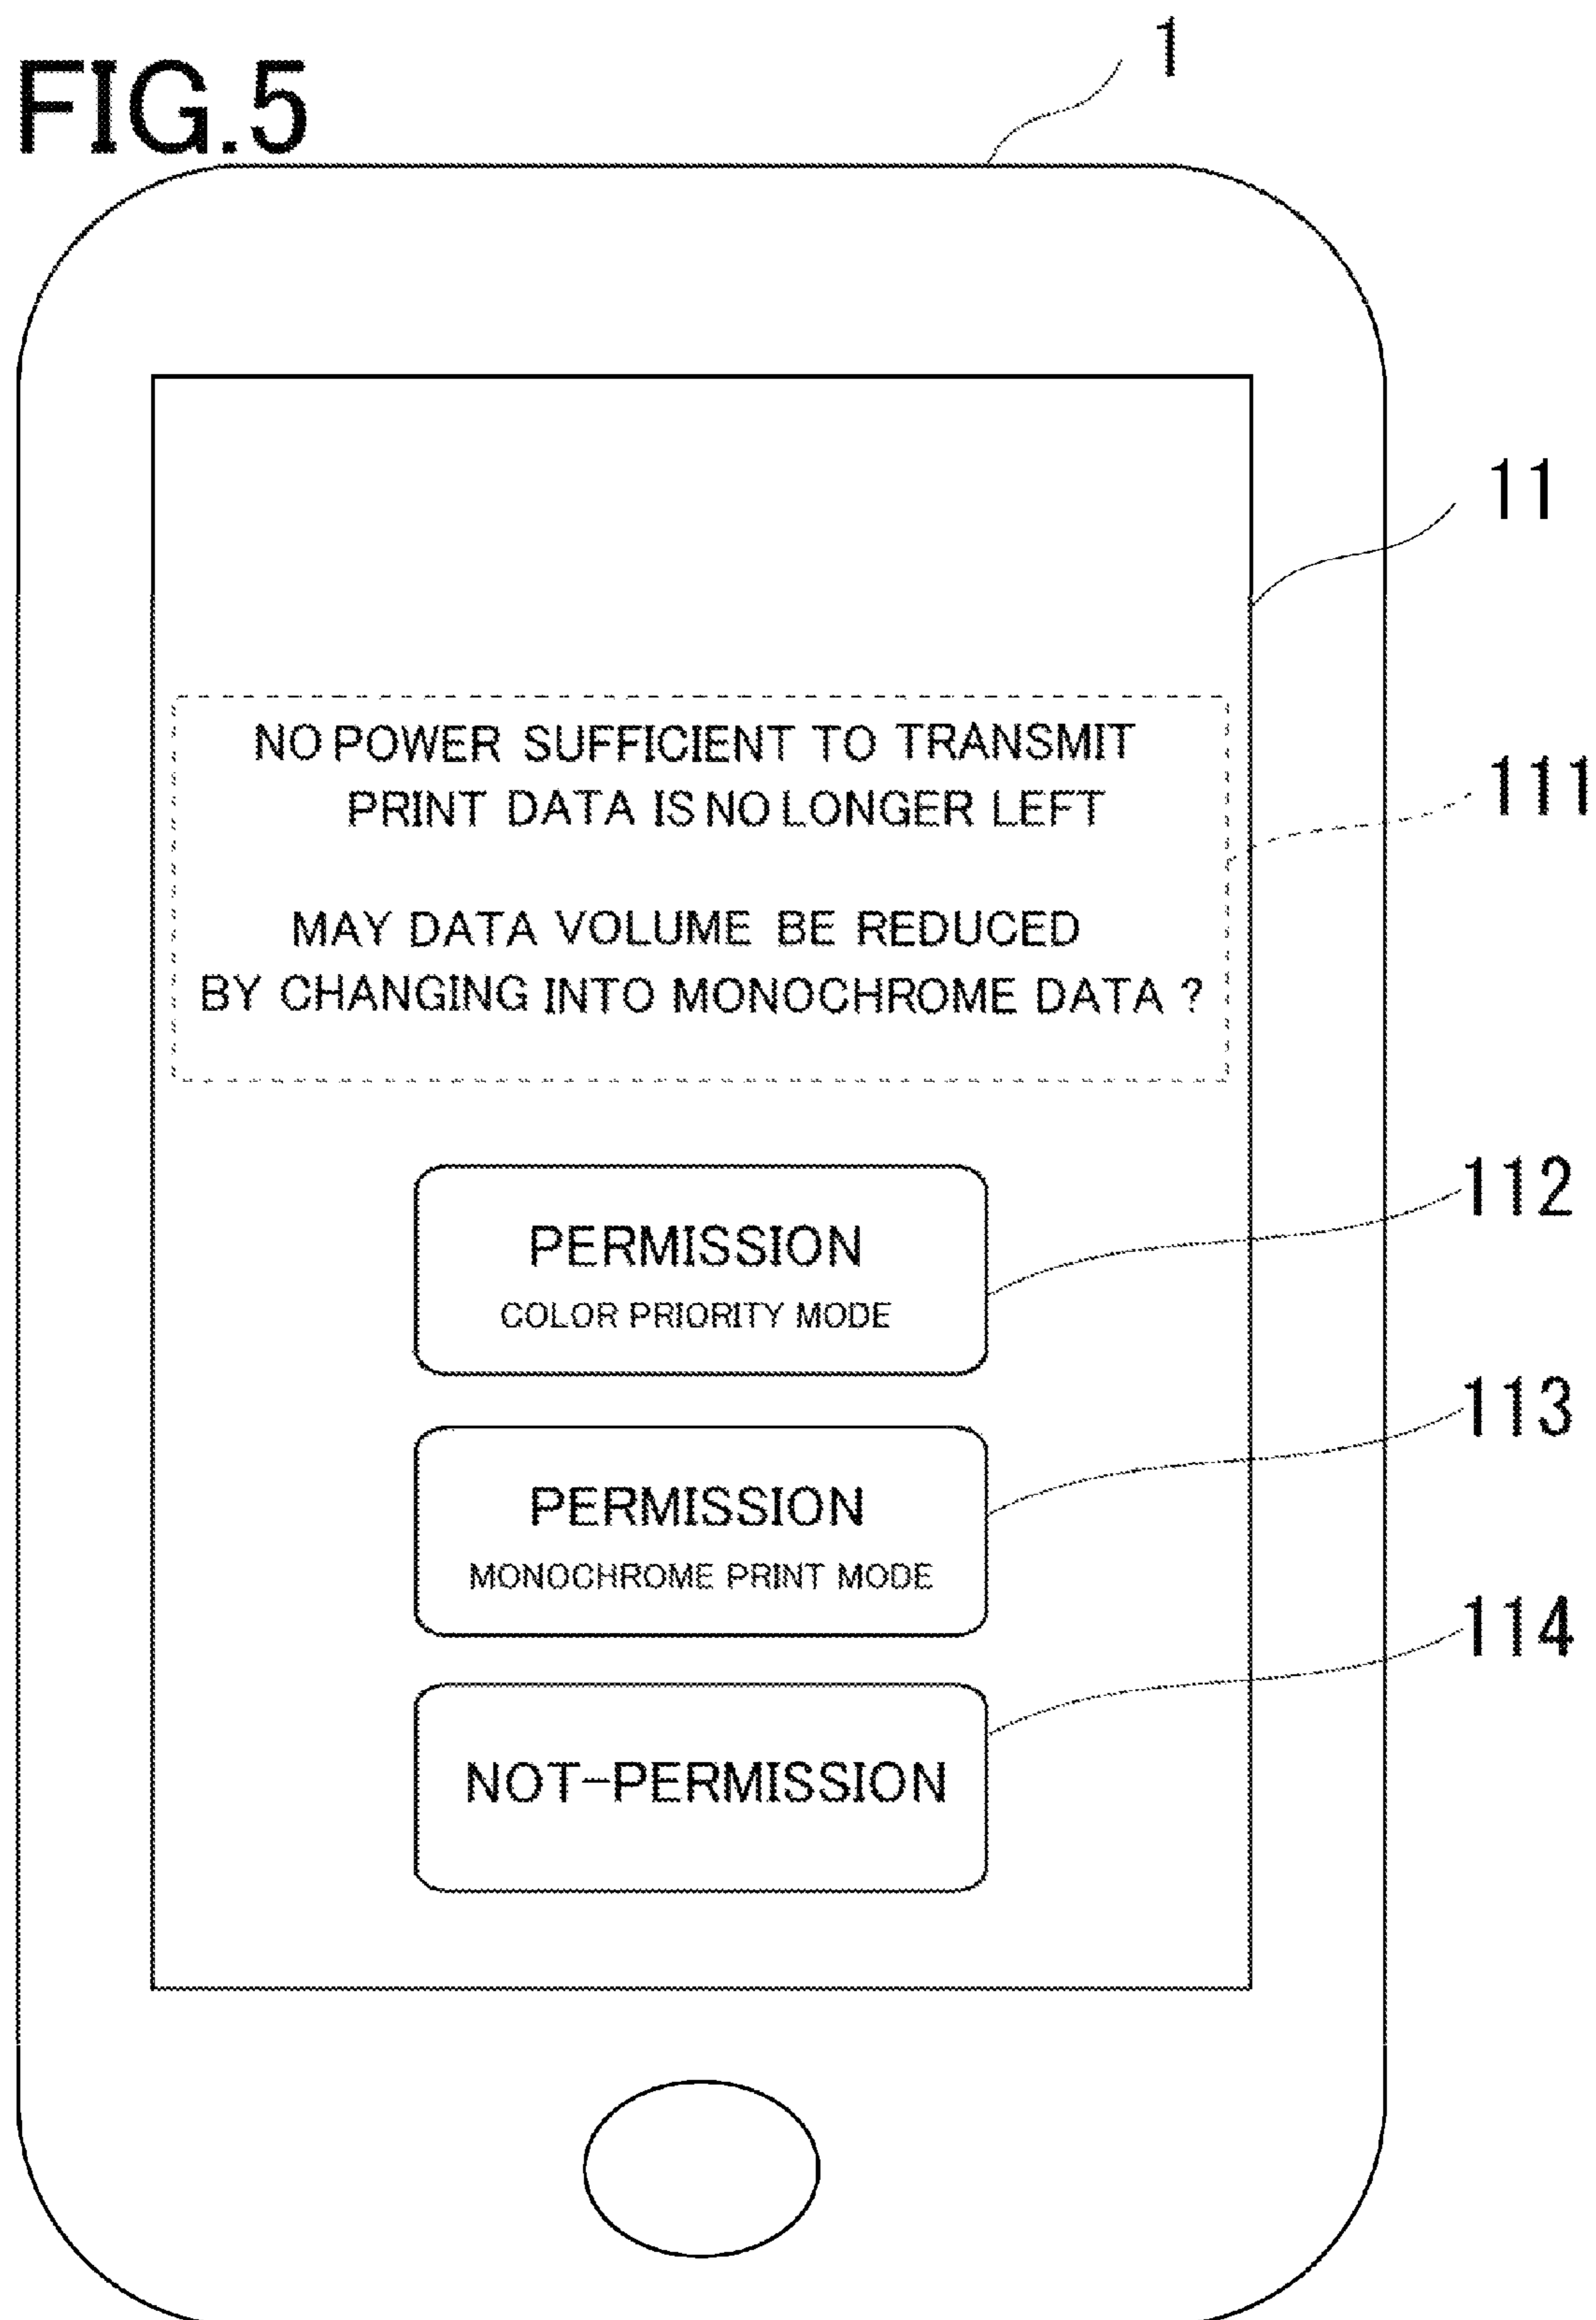 FIG.5
1
11
NO POWER SUFFICIENT TO TRANSMIT
PRINT DATA IS NO LONGER LEFT
111
MAY DATA VOLUME BE REDUCED
BY CHANGING INTO MONOCHROME DATA ?
112
PERMISSION
COLOR PRIORITY MODE
113
PERMISSION
MONOCHROME PRINT MODE
114
NOT-PERMISSION